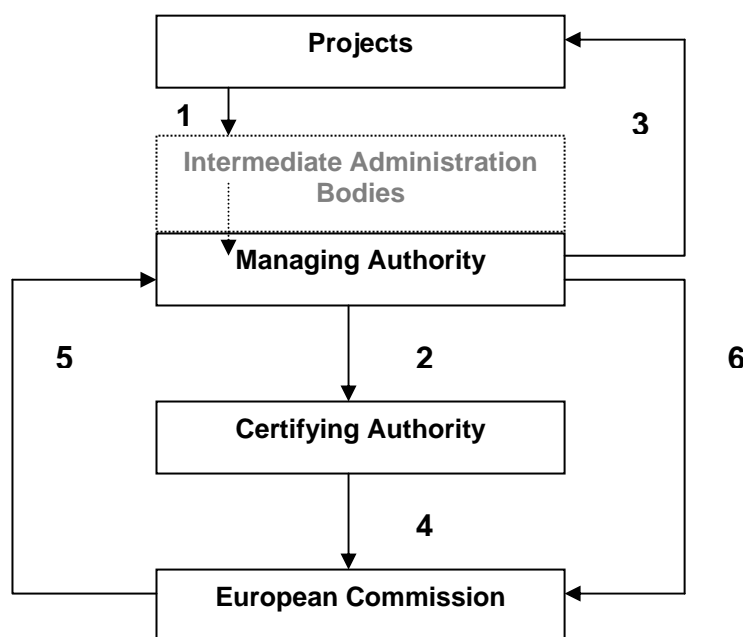 Projects
1
3
Intermediate Administration
Bodies
Managing Authority
5
2
6
Certifying Authority
4
European Commission